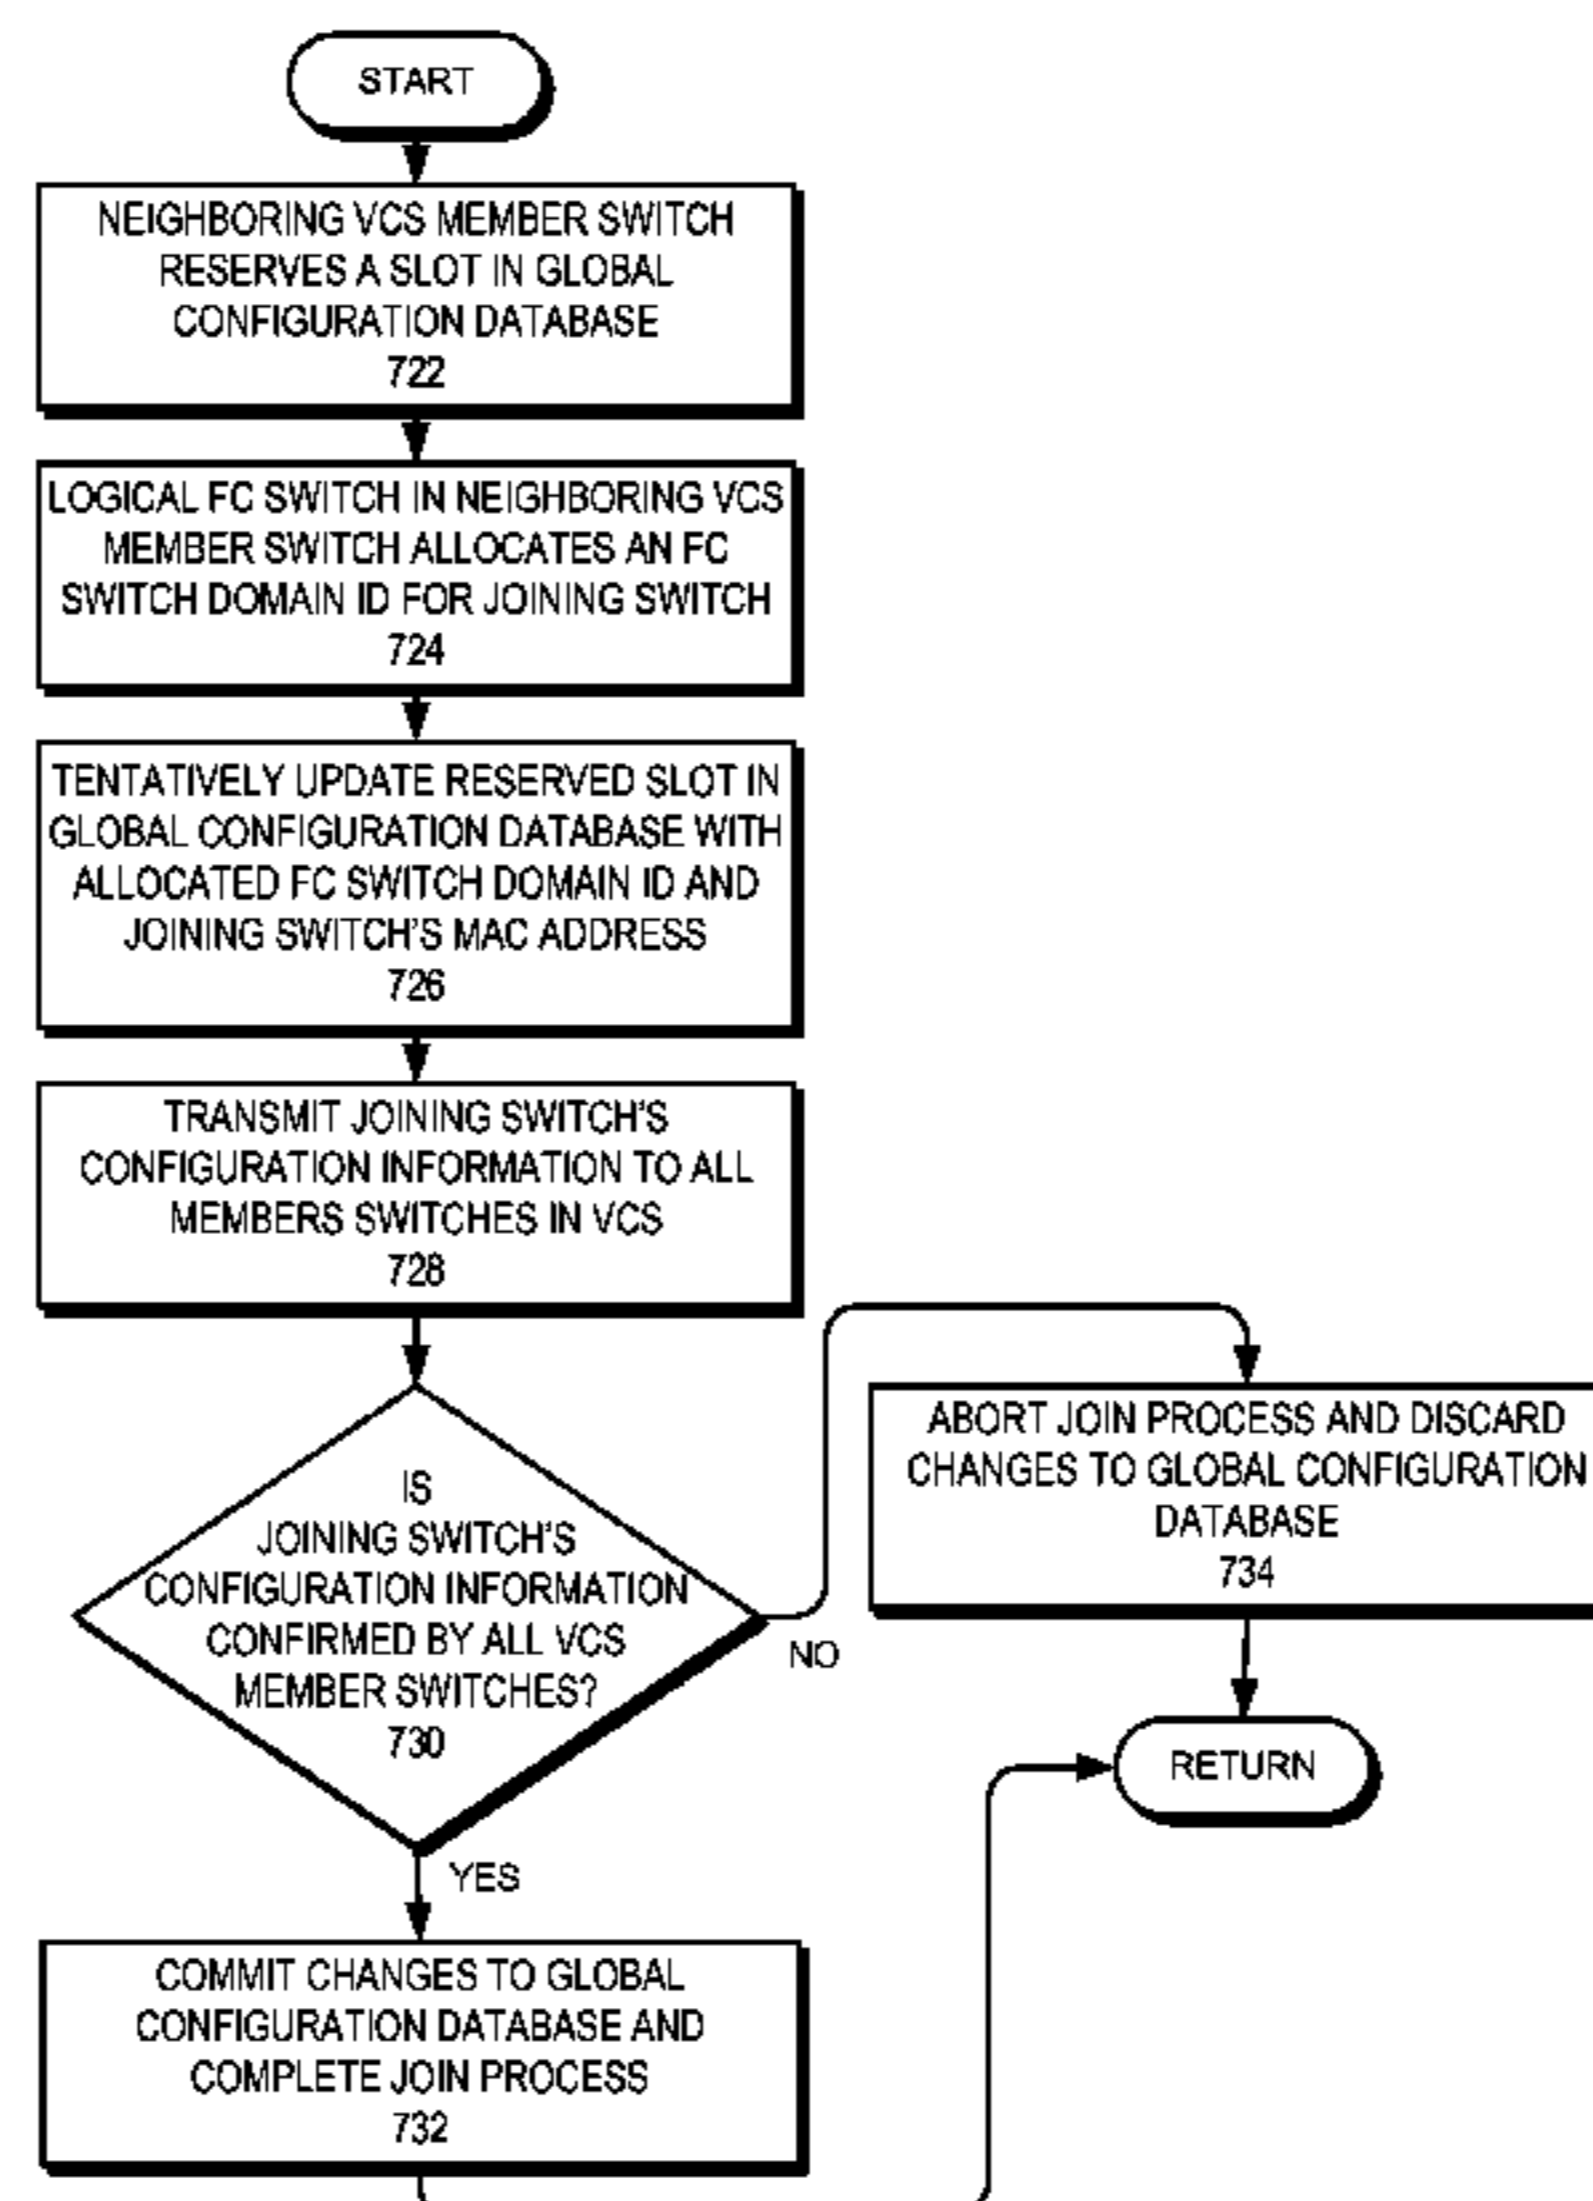 START
NEIGHBORING VCS MEMBER SWITCH
RESERVES A SLOT IN GLOBAL
CONFIGURATION DATABASE
722
LOGICAL FC SWITCH IN NEIGHBORING VCS
MEMBER SWITCH ALLOCATES AN FC
SWITCH DOMAIN ID FOR JOINING SWITCH
724
TENTATIVELY UPDATE RESERVED SLOT IN
GLOBAL CONFIGURATION DATABASE WITH
ALLOCATED FC SWITCH DOMAIN ID AND
JOINING SWITCH'S MAC ADDRESS
726
TRANSMIT JOINING SWITCH'S
CONFIGURATION INFORMATION TO ALL
MEMBERS SWITCHES IN VCS
728
IS
JOINING SWITCH'S
CONFIGURATION INFORMATION
CONFIRMED BY ALL VCS
MEMBER SWITCHES?
730
NO
ABORT JOIN PROCESS AND DISCARD
CHANGES TO GLOBAL CONFIGURATION
DATABASE
734
RETURN
YES
COMMIT CHANGES TO GLOBAL
CONFIGURATION DATABASE AND
COMPLETE JOIN PROCESS
732